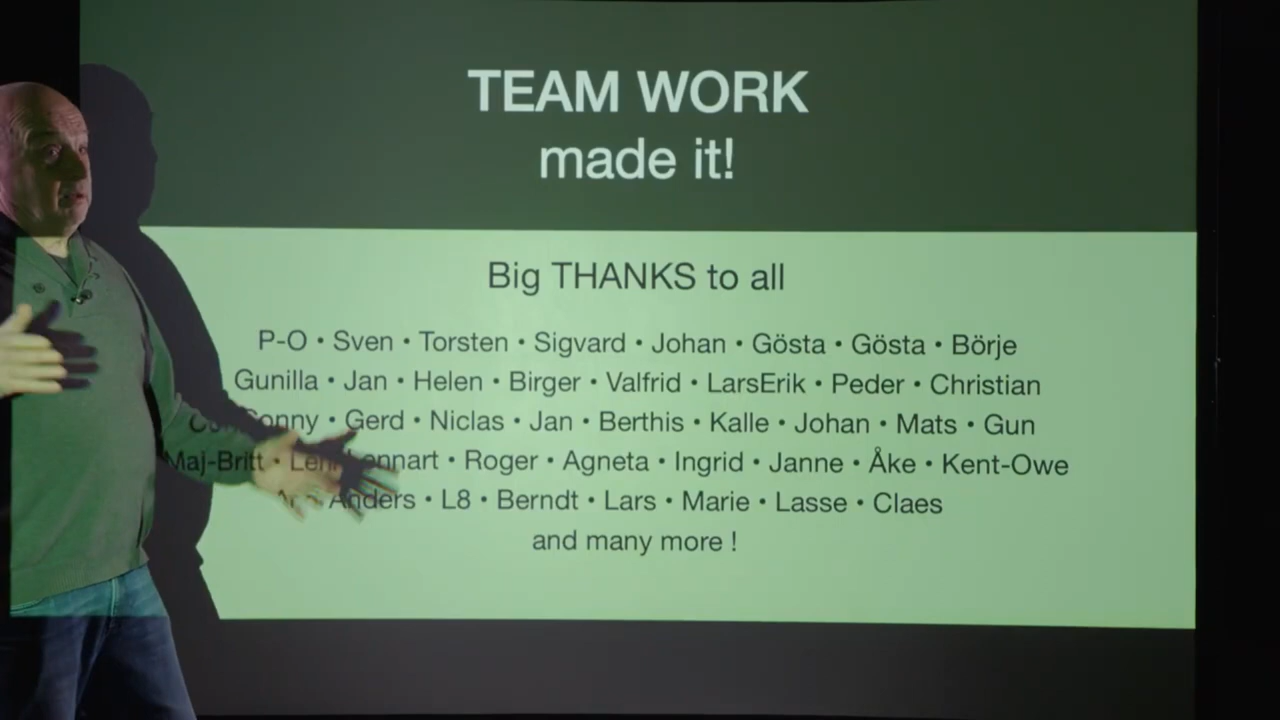 TEAM WORK
made it!
Big THANKS to all
P-O • Sven • Torsten • Sigvard • Johan • Gösta • Gösta • Börje
Gunilla • Jan • Helen • Birger • Valfrid • LarsErik • Peder • Christian
• Gerd • Niclas • Jan • Berthis • Kalle • Johan • Mats • Gun
Maj-Britt • • Roger • Agneta • Ingrid • Janne • Åke • Kent-Owe
Anders • L8 • Berndt • Lars • Marie • Lasse • Claes
and many more !